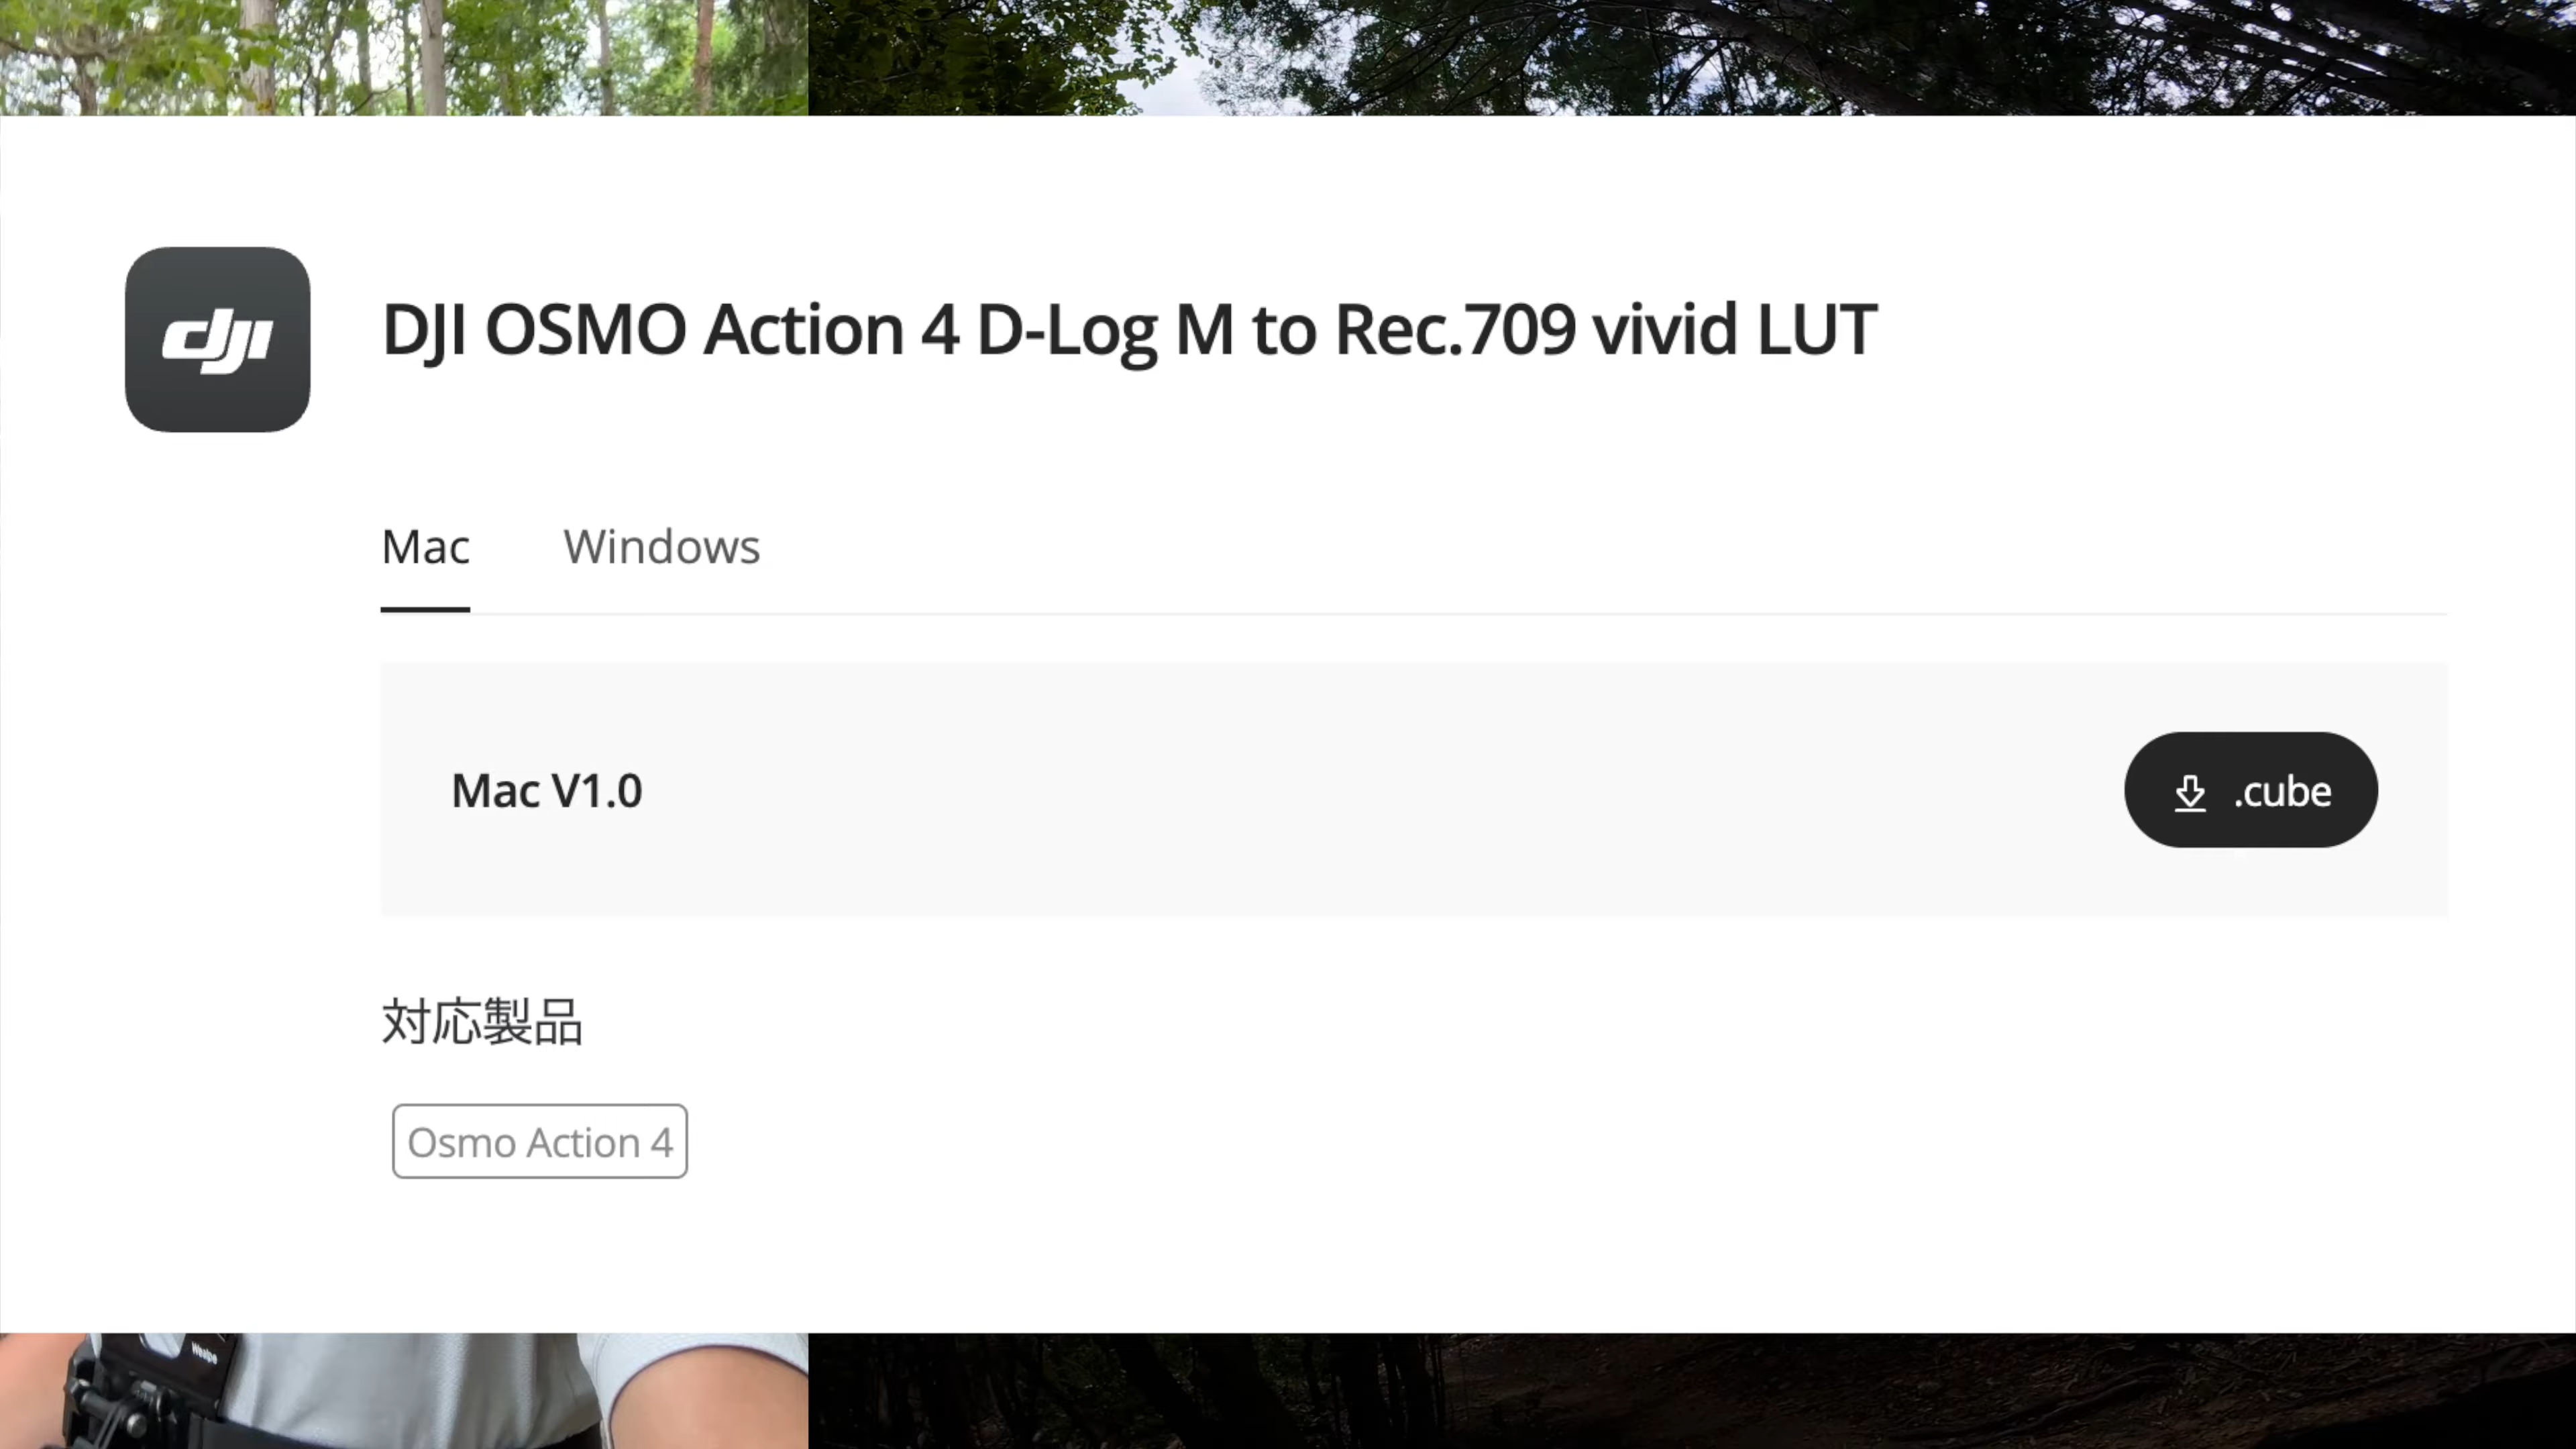 dji
DJI OSMO Action 4 D-Log M to Rec.709 vivid LUT
Mac
Windows
Mac V1.0
.cube
対応製品
Osmo Action 4